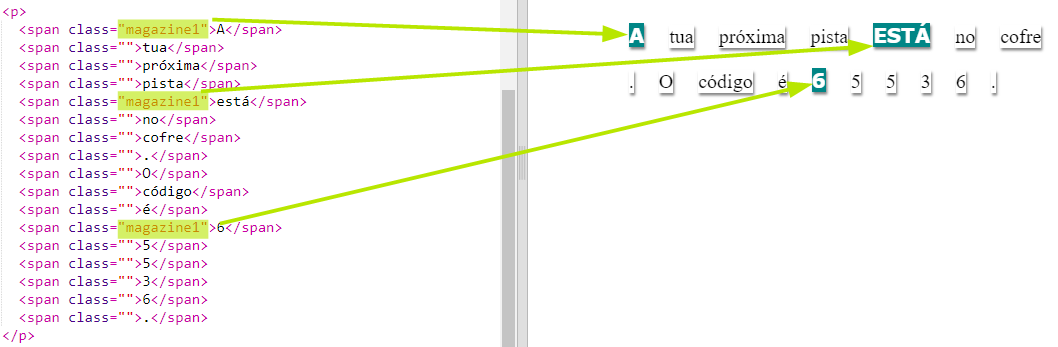 <p>
<span class="magazine1">A</span>
<span class="">tua</span>
<span class="">próxima</span>
<span class="">pista</span>
<span class="magazine1">está</span>
<span class="">no</span>
<span class="">cofre</span>
<span class="">.</span>
<span class="">O</span>
<span class="">código</span>
<span class="">é</span>
<span class="magazine1">6</span>
<span class="">5</span>
<span class="">5</span>
<span class="">3</span>
<span class="">6</span>
<span class="">.</span>
</p>
A tua próxima pista ESTÁ no cofre
. O código é 6 5 5 3 6 .